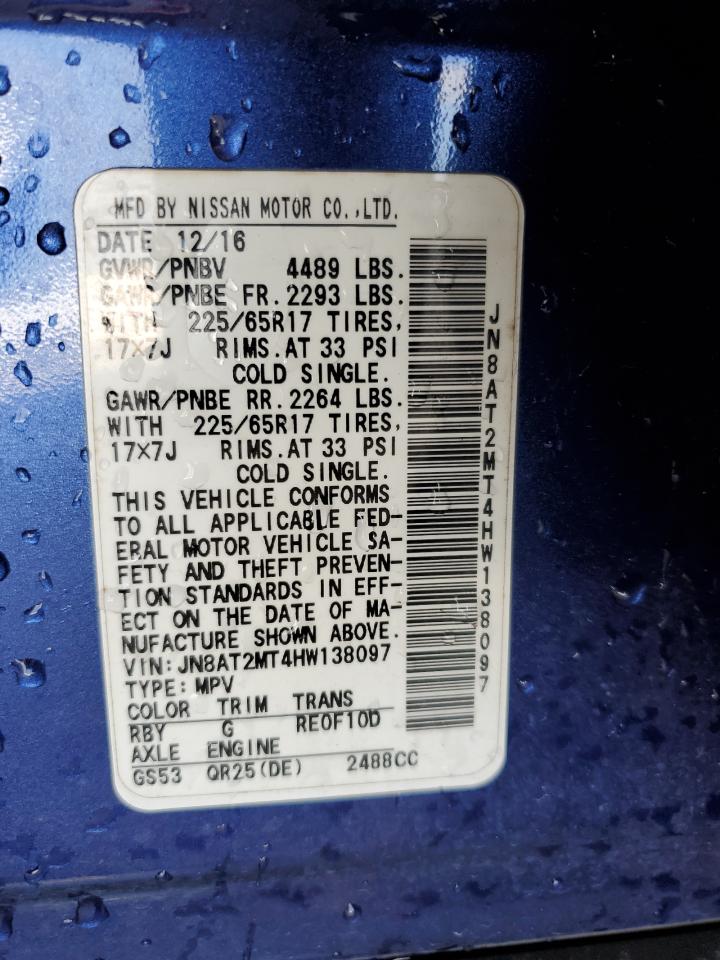 MFD BY NISSAN MOTOR CO.,LTD.
DATE 12/16
GVWR/PNBV 4489 LBS.
GAWR/PNBE FR. 2293 LBS.
WITH 225/65R17 TIRES,
17×7J RIMS. AT 33 PSI
COLD SINGLE.
GAWR/PNBE RR. 2264 LBS.
WITH 225/65R17 TIRES,
17×7J RIMS. AT 33 PSI
COLD SINGLE.
THIS VEHICLE CONFORMS
TO ALL APPLICABLE FED-
ERAL MOTOR VEHICLE SA-
FETY AND THEFT PREVEN-
TION STANDARDS IN EFF-
ECT ON THE DATE OF MA-
NUFACTURE SHOWN ABOVE.
VIN: JN8AT2MT4HW138097
TYPE: MPV
COLOR TRIM TRANS
RBY G RE0F10D
AXLE ENGINE
GS53 QR25(DE) 2488CC
JN8AT2MT4HW138097